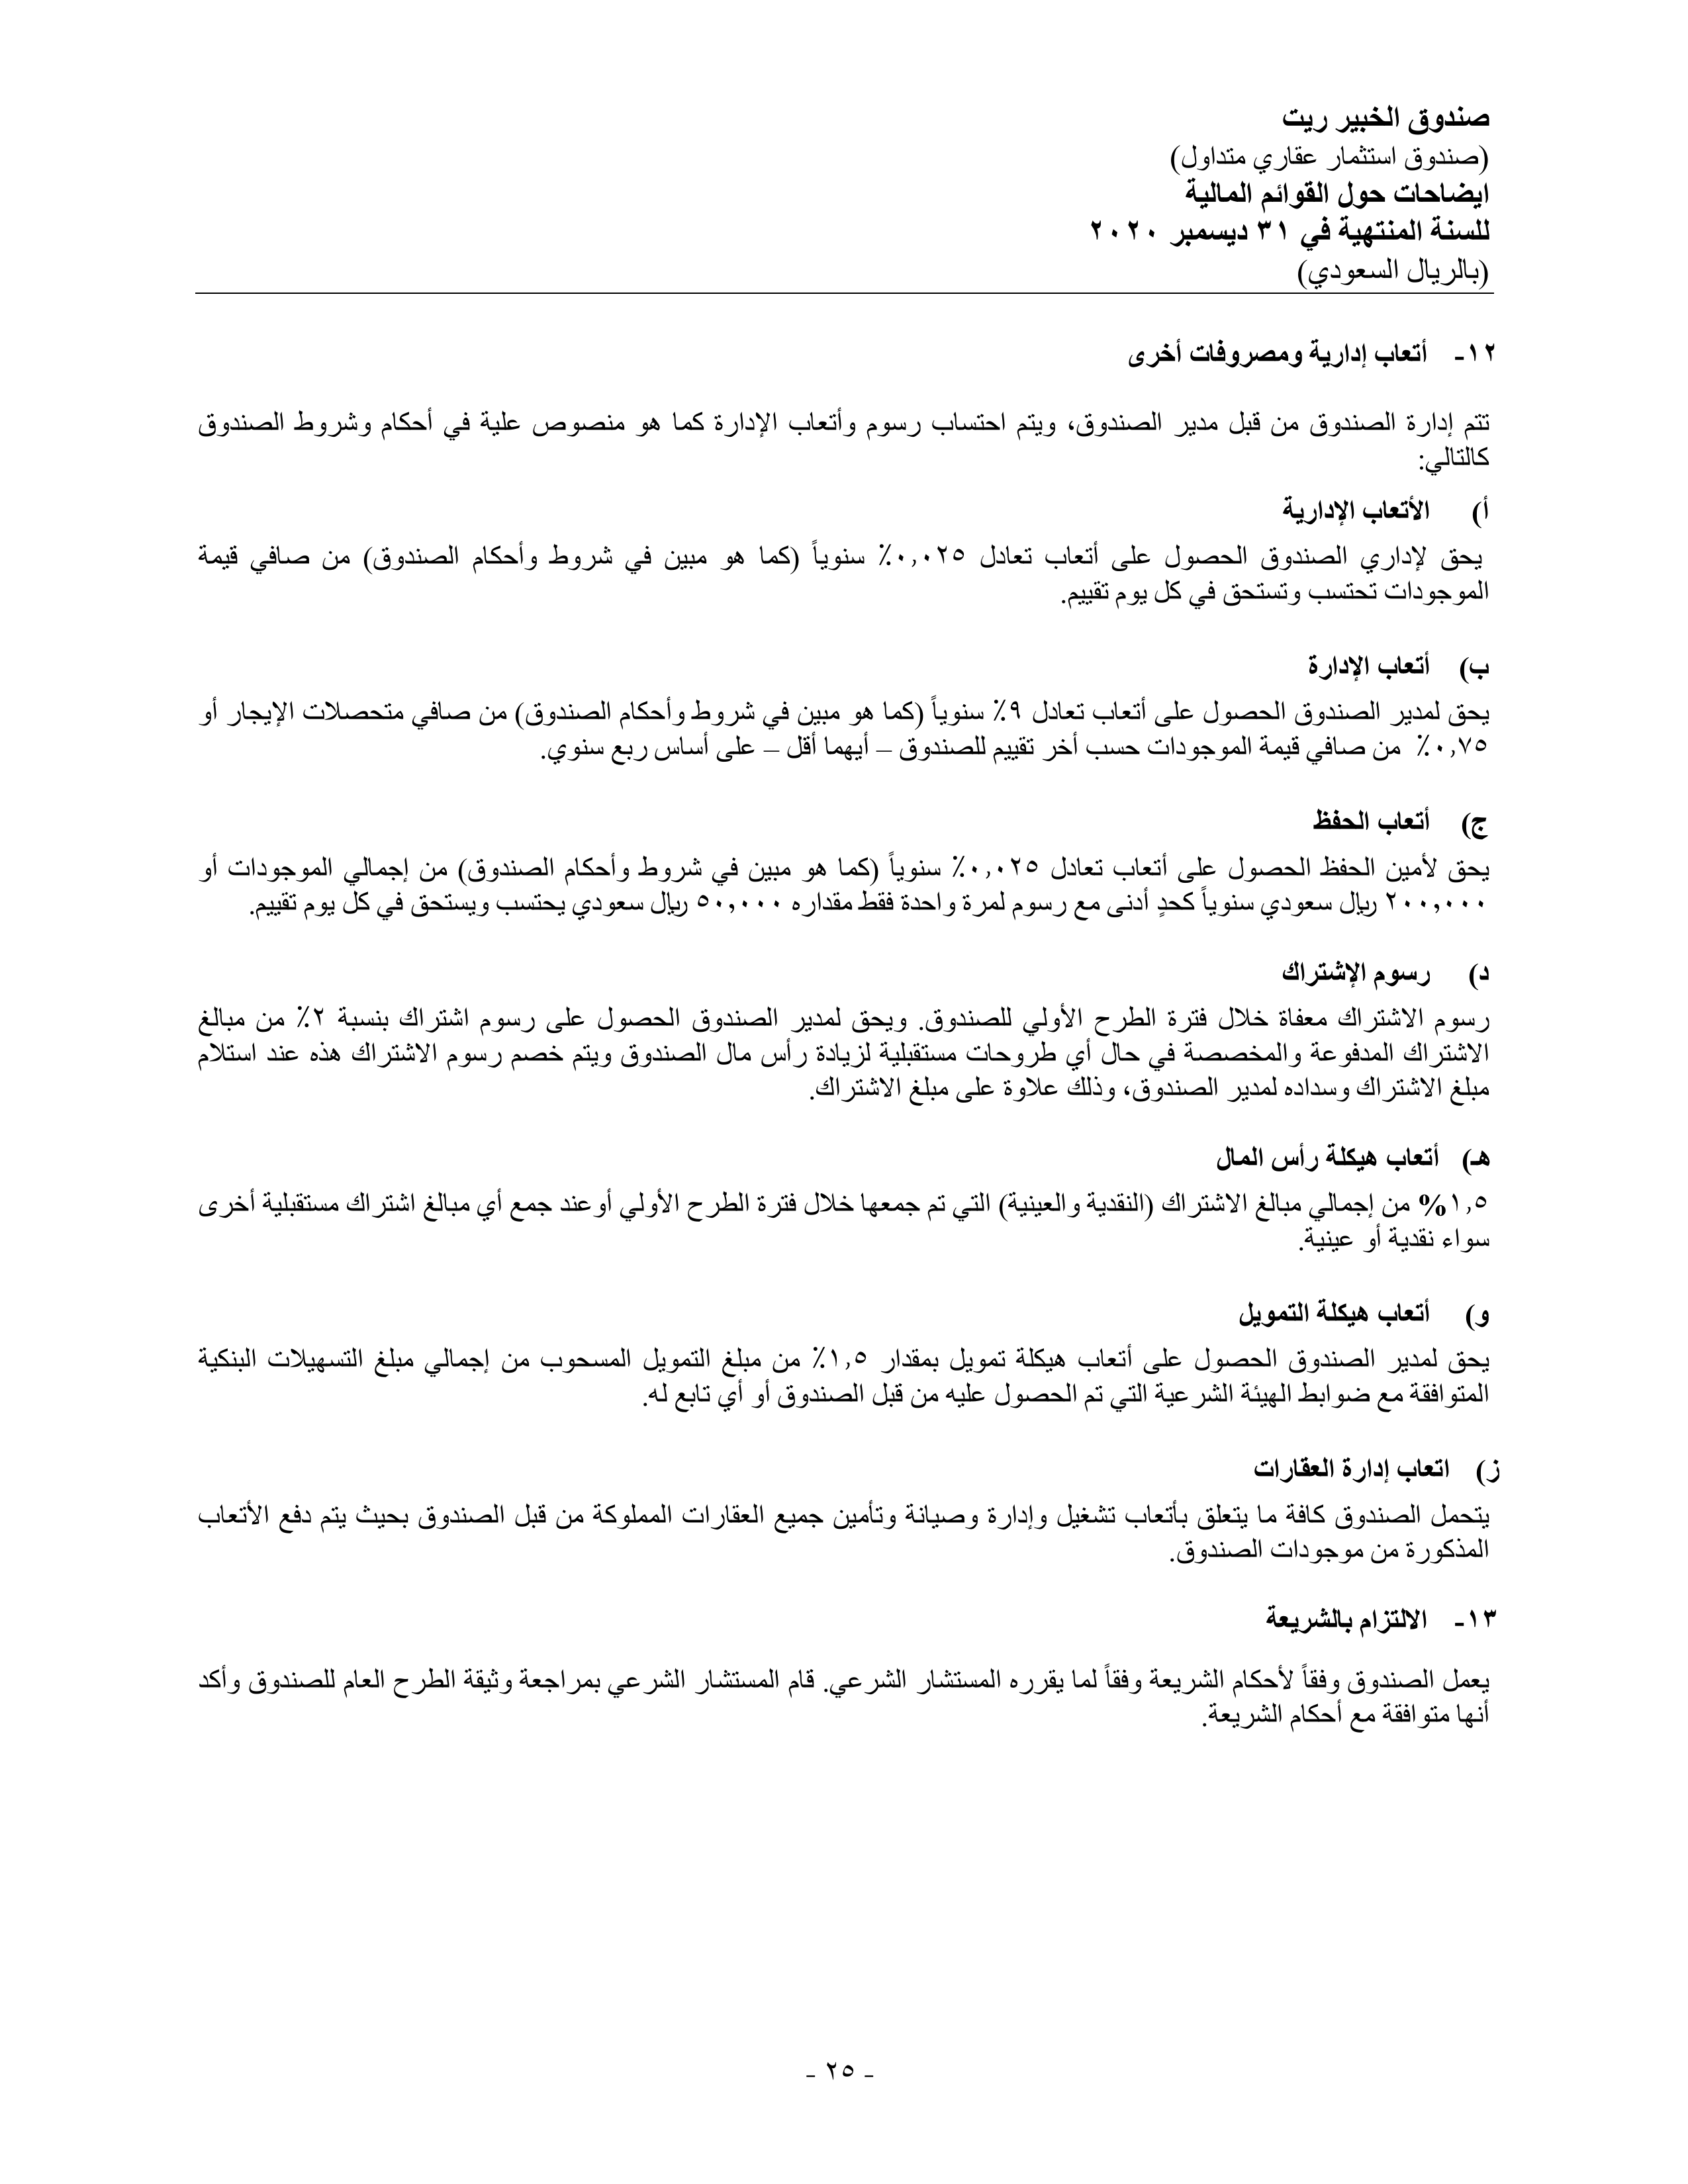 صندوق الخبير ريت
(صندوق استثمار عقاري متداول)
ايضاحات حول القوائم المالية
للسنة المنتهية في ٣١ ديسمبر ٢٠٢٠
(بالريال السعودي)
١٢- أتعاب إدارية ومصروفات أخرى
تتم إدارة الصندوق من قبل مدير الصندوق، ويتم احتساب رسوم وأتعاب الإدارة كما هو منصوص علية في أحكام وشروط الصندوق
كالتالي:
أ) الأتعاب الإدارية
يحق لإداري الصندوق الحصول على أتعاب تعادل ٠,٠٢٥٪ سنوياً (كما هو مبين في شروط وأحكام الصندوق) من صافي قيمة
الموجودات تحتسب وتستحق في كل يوم تقييم.
ب) أتعاب الإدارة
يحق لمدير الصندوق الحصول على أتعاب تعادل ٩٪ سنوياً (كما هو مبين في شروط وأحكام الصندوق) من صافي متحصلات الإيجار أو
٠,٧٥٪ من صافي قيمة الموجودات حسب أخر تقييم للصندوق – أيهما أقل – على أساس ربع سنوي.
ج) أتعاب الحفظ
يحق لأمين الحفظ الحصول على أتعاب تعادل ٠,٠٢٥٪ سنوياً (كما هو مبين في شروط وأحكام الصندوق) من إجمالي الموجودات أو
٢٠٠,٠٠٠ ريال سعودي سنوياً كحدٍ أدنى مع رسوم لمرة واحدة فقط مقداره ٥٠,٠٠٠ ريال سعودي يحتسب ويستحق في كل يوم تقييم.
د) رسوم الإشتراك
رسوم الاشتراك معفاة خلال فترة الطرح الأولي للصندوق. ويحق لمدير الصندوق الحصول على رسوم اشتراك بنسبة ٢٪ من مبالغ
الاشتراك المدفوعة والمخصصة في حال أي طروحات مستقبلية لزيادة رأس مال الصندوق ويتم خصم رسوم الاشتراك هذه عند استلام
مبلغ الاشتراك وسداده لمدير الصندوق، وذلك علاوة على مبلغ الاشتراك.
هـ) أتعاب هيكلة رأس المال
١,٥% من إجمالي مبالغ الاشتراك (النقدية والعينية) التي تم جمعها خلال فترة الطرح الأولي أوعند جمع أي مبالغ اشتراك مستقبلية أخرى
سواء نقدية أو عينية.
و) أتعاب هيكلة التمويل
يحق لمدير الصندوق الحصول على أتعاب هيكلة تمويل بمقدار ١,٥٪ من مبلغ التمويل المسحوب من إجمالي مبلغ التسهيلات البنكية
المتوافقة مع ضوابط الهيئة الشرعية التي تم الحصول عليه من قبل الصندوق أو أي تابع له.
ز) اتعاب إدارة العقارات
يتحمل الصندوق كافة ما يتعلق بأتعاب تشغيل وإدارة وصيانة وتأمين جميع العقارات المملوكة من قبل الصندوق بحيث يتم دفع الأتعاب
المذكورة من موجودات الصندوق.
١٣- الالتزام بالشريعة
يعمل الصندوق وفقاً لأحكام الشريعة وفقاً لما يقرره المستشار الشرعي. قام المستشار الشرعي بمراجعة وثيقة الطرح العام للصندوق وأكد
أنها متوافقة مع أحكام الشريعة.
- ٢٥ -